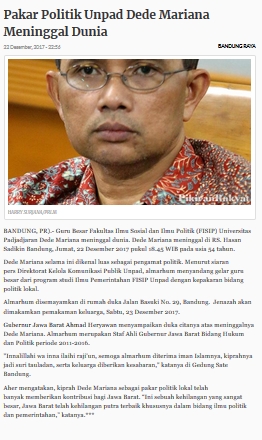 Pakar Politik Unpad Dede Mariana
Meninggal Dunia
22 Desember, 2017 - 22:56
BANDUNG RAYA
PikiranRakyat
HARRY SURJANA/PRLM
BANDUNG, PR).- Guru Besar Fakultas Ilmu Sosial dan Ilmu Politik (FISIP) Universitas
Padjadjaran Dede Mariana meninggal dunia. Dede Mariana meninggal di RS. Hasan
Sadikin Bandung, Jumat, 22 Desember 2017 pukul 18.45 WIB pada usia 54 tahun.
Dede Mariana selama ini dikenal luas sebagai pengamat politik. Menurut siaran
pers Direktorat Kelola Komunikasi Publik Unpad, almarhum menyandang gelar guru
besar dari program studi Ilmu Pemerintahan FISIP Unpad dengan kepakaran bidang
politik lokal.
Almarhum disemayamkan di rumah duka Jalan Basuki No. 29, Bandung. Jenazah akan
dimakamkan pemakaman keluarga, Sabtu, 23 Desember 2017.
Gubernur Jawa Barat Ahmad Heryawan menyampaikan duka citanya atas meninggalnya
Dede Mariana. Almarhum merupakan Staf Ahli Gubernur Jawa Barat Bidang Hukum
dan Politik periode 2011-2016.
"Innalillahi wa inna ilaihi raji'un, semoga almarhum diterima iman Islamnya, kiprahnya
jadi suri tauladan, serta keluarga diberikan kesabaran," katanya di Gedung Sate
Bandung.
Aher mengatakan, kiprah Dede Mariana sebagai pakar politik lokal telah
banyak memberikan kontribusi bagi Jawa Barat. "Ini sebuah kehilangan yang sangat
besar, Jawa Barat telah kehilangan putra terbaik khususnya dalam bidang ilmu politik
dan pemerintahan," katanya.***